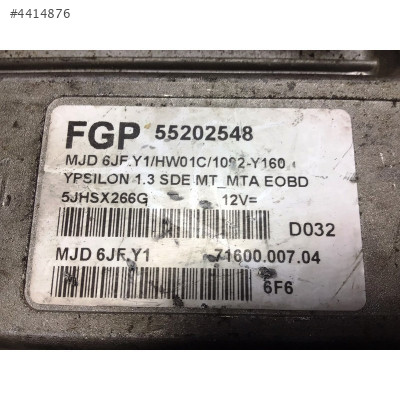 #4414876
FGP 55202548
MJD 6JF.Y1/HW01C/1092-Y160
YPSILON 1.3 SDE MT_MTA EOBD
5JHSX266G 12V=
D032
MJD 6JF.Y1 71600.007.04
6F6